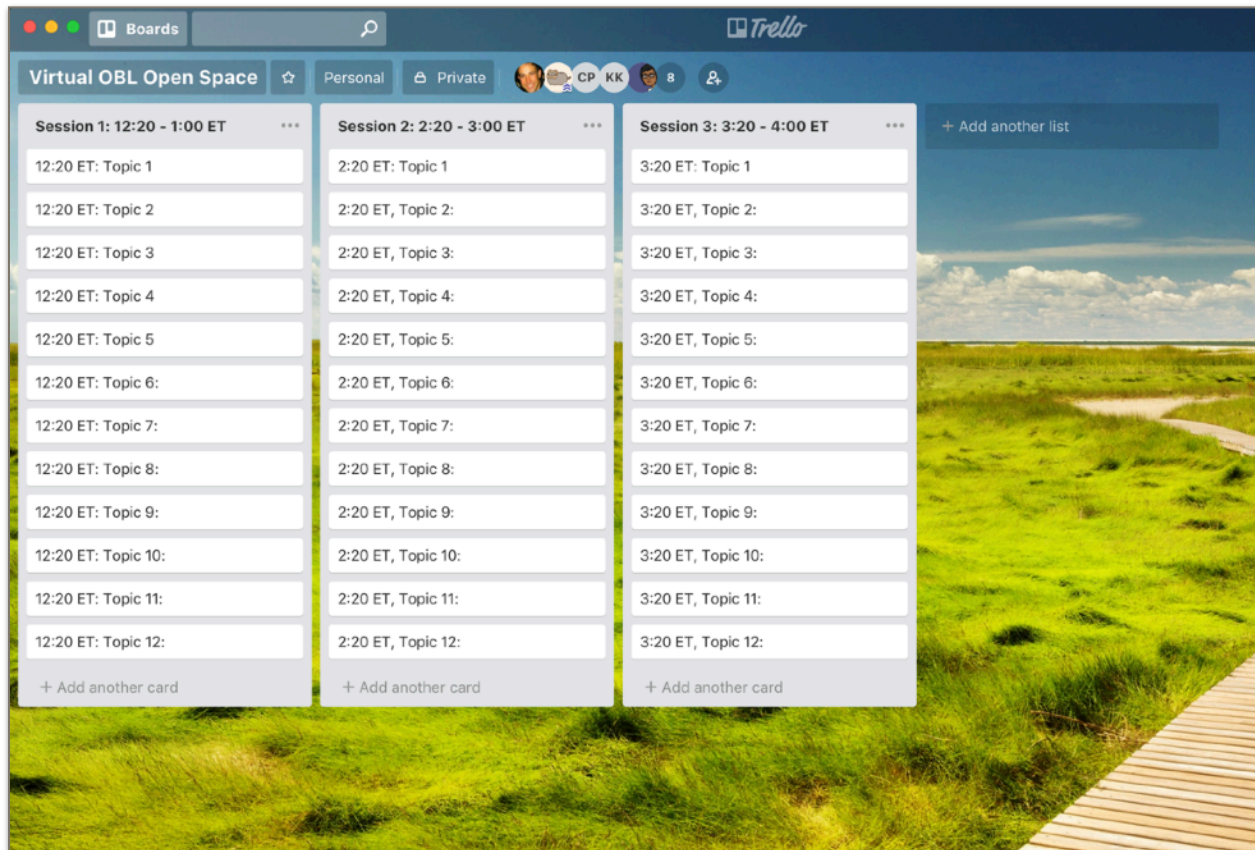 Boards
Trello
Virtual OBL Open Space
Personal
Private
CP
KK
8
Session 1: 12:20 - 1:00 ET
12:20 ET: Topic 1
12:20 ET: Topic 2
12:20 ET: Topic 3
12:20 ET: Topic 4
12:20 ET: Topic 5
12:20 ET: Topic 6:
12:20 ET: Topic 7:
12:20 ET: Topic 8:
12:20 ET: Topic 9:
12:20 ET: Topic 10:
12:20 ET: Topic 11:
12:20 ET: Topic 12:
+ Add another card
Session 2: 2:20 - 3:00 ET
2:20 ET: Topic 1
2:20 ET, Topic 2:
2:20 ET, Topic 3:
2:20 ET, Topic 4:
2:20 ET, Topic 5:
2:20 ET, Topic 6:
2:20 ET, Topic 7:
2:20 ET, Topic 8:
2:20 ET, Topic 9:
2:20 ET, Topic 10:
2:20 ET, Topic 11:
2:20 ET, Topic 12:
+ Add another card
Session 3: 3:20 - 4:00 ET
3:20 ET: Topic 1
3:20 ET, Topic 2:
3:20 ET, Topic 3:
3:20 ET, Topic 4:
3:20 ET, Topic 5:
3:20 ET, Topic 6:
3:20 ET, Topic 7:
3:20 ET, Topic 8:
3:20 ET, Topic 9:
3:20 ET, Topic 10:
3:20 ET, Topic 11:
3:20 ET, Topic 12:
+ Add another card
+ Add another list